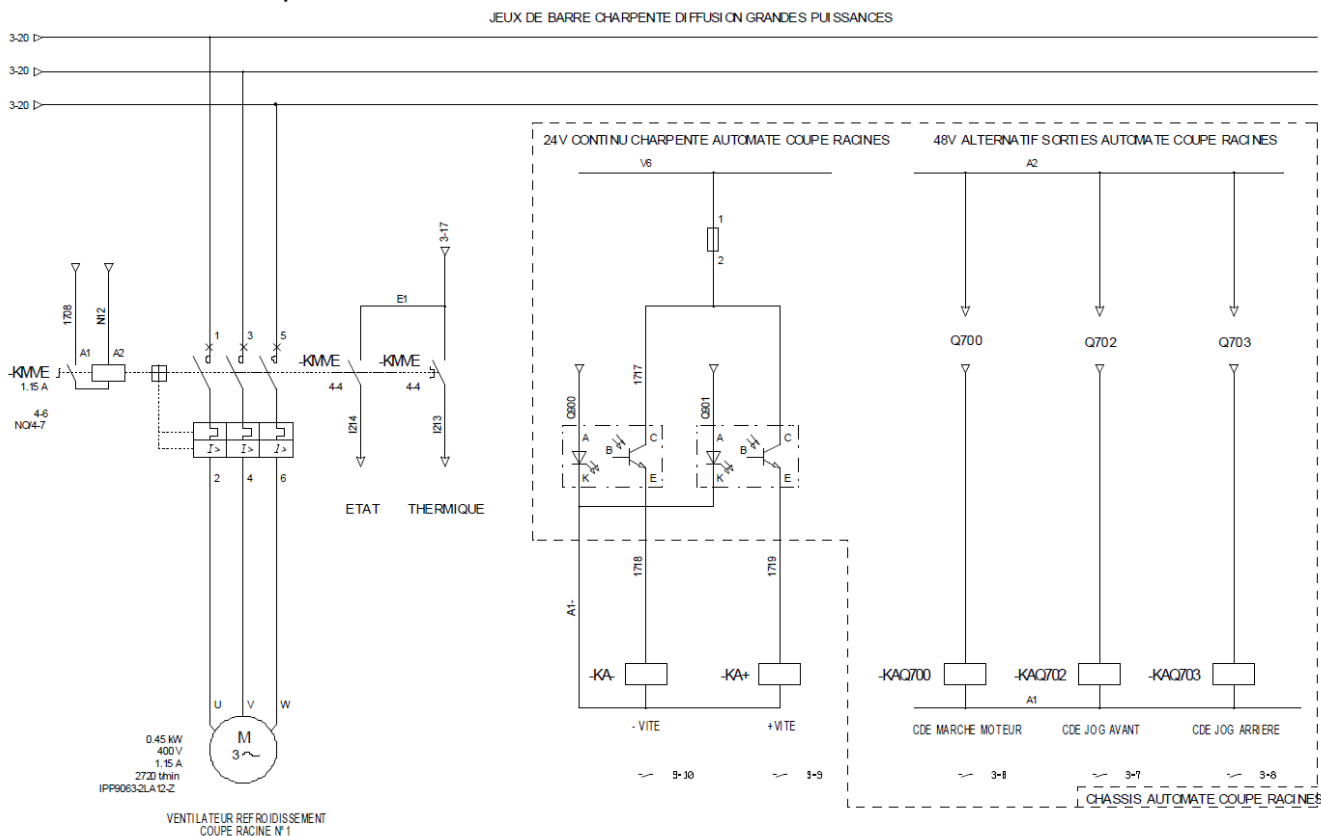 JEUX DE BARRE CHARPENTE DIFFUSION GRANDES PUISSANCES
3-20
3-20
3-20
24V CONTINU CHARPENTE AUTOMATE COUPE RACINES
48V ALTERNATIF SORTIES AUTOMATE COUPE RACINES
V6
A2
3-17
1
2
E1
1708
N12
A1 A2
1 3 5
-KMVE
1.15 A
4-6
NO/4-7
-KMVE
4-4
-KMVE
4-4
I214
I213
I> I> I>
2 4 6
ETAT THERMIQUE
Q700 Q702 Q703
1717
Q900
Q901
A B C
K E
A B C
K E
1718
1719
A1-
-KA- -KA+ -KAQ700 -KAQ702 -KAQ703
A1
- VITE +VITE CDE MARCHE MOTEUR CDE JOG AVANT CDE JOG ARRIERE
9-10 9-9 3-8 3-7 3-8
CHASSIS AUTOMATE COUPE RACINES
U V W
M
3
0.45 kW
400 V
1.15 A
2720 t/min
IPP9063-2LA12-Z
VENTILATEUR REFROIDISSEMENT
COUPE RACINE N°1